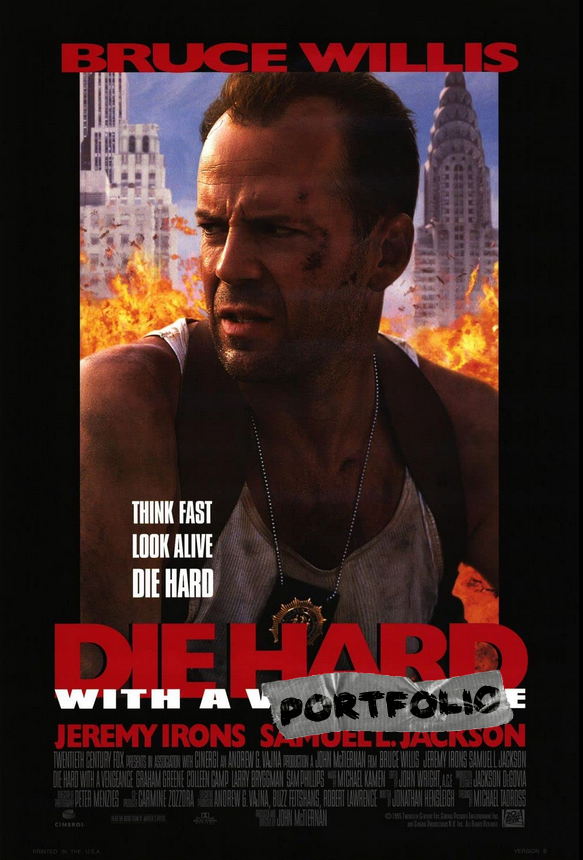 BRUCE WILLIS
THINK FAST
LOOK ALIVE
DIE HARD
DIE HARD
WITH A V PORTFOLIO E
JEREMY IRONS SAMUEL L. JACKSON
TWENTIETH CENTURY FOX PRESENTS IN ASSOCIATION WITH CINERGI AN ANDREW G. VAJNA PRODUCTION A JOHN McTIERNAN FILM BRUCE WILLIS JEREMY IRONS SAMUEL L. JACKSON
DIE HARD WITH A VENGEANCE GRAHAM GREENE COLLEEN CAMP LARRY BRYGGMAN SAM PHILLIPS MICHAEL KAMEN JOHN WRIGHT, A.C.E. JACKSON DeGOVIA
PETER MENZIES CARMINE ZOZZORA ANDREW G. VAJNA, BUZZ FEITSHANS, ROBERT LAWRENCE JONATHAN HENSLEIGH MICHAEL TADROSS
JOHN McTIERNAN
CINERGI
PRINTED IN THE U.S.A.
VERSION B